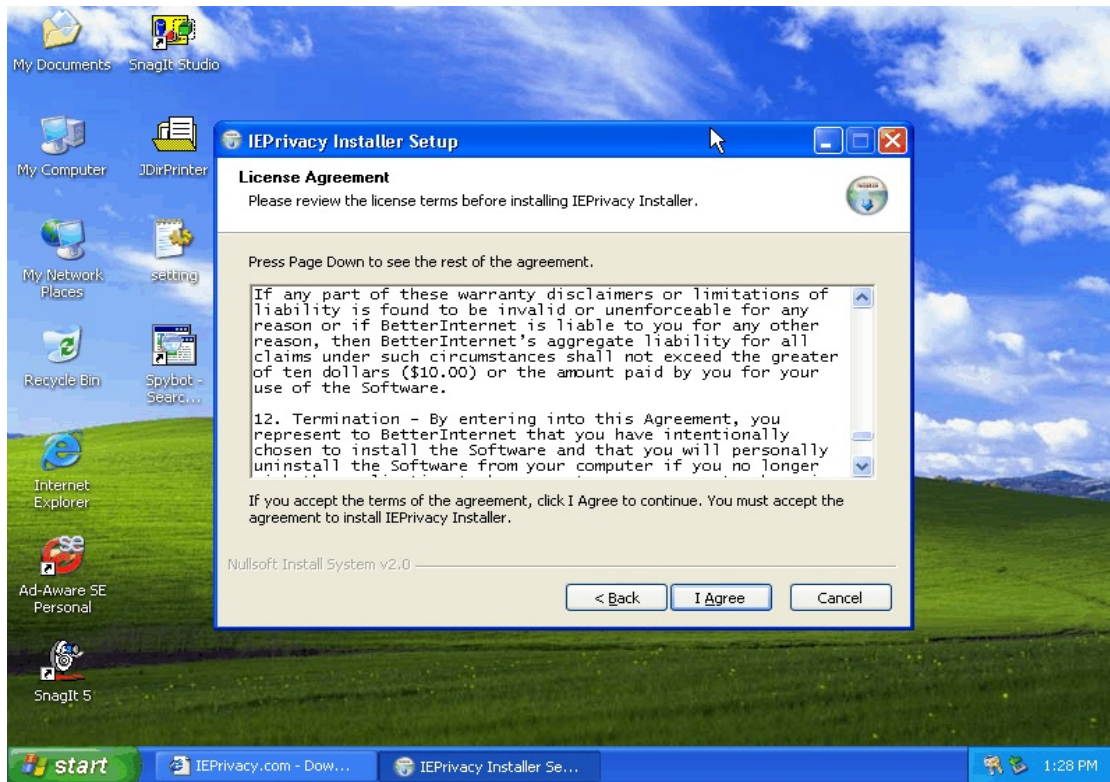 My Documents
SnagIt Studio
My Computer
JDirPrinter
My Network
Places
setting
Recycle Bin
Spybot -
Searc...
Internet
Explorer
Ad-Aware SE
Personal
SnagIt 5
IEPrivacy Installer Setup
License Agreement
Please review the license terms before installing IEPrivacy Installer.
Press Page Down to see the rest of the agreement.
If any part of these warranty disclaimers or limitations of
liability is found to be invalid or unenforceable for any
reason or if BetterInternet is liable to you for any other
reason, then BetterInternet's aggregate liability for all
claims under such circumstances shall not exceed the greater
of ten dollars ($10.00) or the amount paid by you for your
use of the Software.
12. Termination - By entering into this Agreement, you
represent to BetterInternet that you have intentionally
chosen to install the Software and that you will personally
uninstall the Software from your computer if you no longer
If you accept the terms of the agreement, click I Agree to continue. You must accept the
agreement to install IEPrivacy Installer.
Nullsoft Install System v2.0
< Back
I Agree
Cancel
start
IEPrivacy.com - Dow...
IEPrivacy Installer Se...
1:28 PM